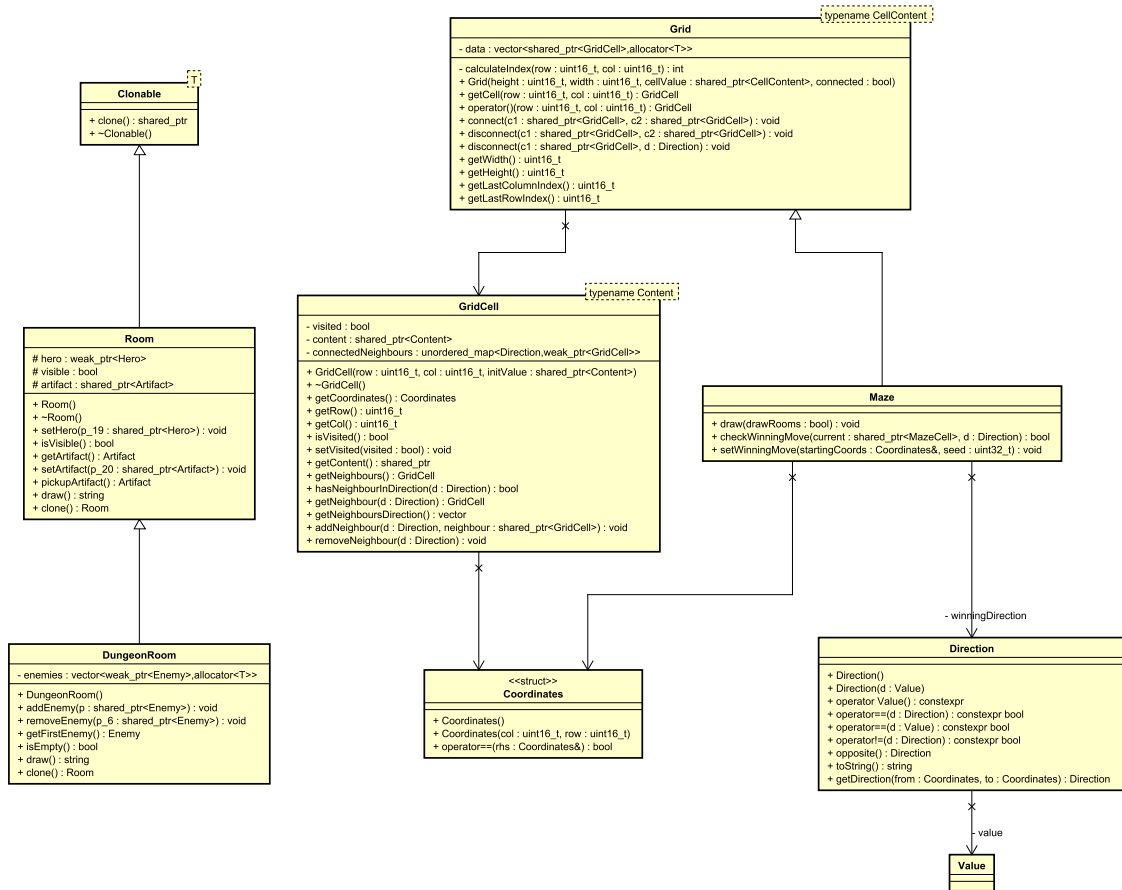 typename CellContent
Grid
- data : vector<shared_ptr<GridCell>,allocator<T>>
- calculateIndex(row : uint16_t, col : uint16_t) : int
+ Grid(height : uint16_t, width : uint16_t, cellValue : shared_ptr<CellContent>, connected : bool)
+ getCell(row : uint16_t, col : uint16_t) : GridCell
+ operator()(row : uint16_t, col : uint16_t) : GridCell
+ connect(c1 : shared_ptr<GridCell>, c2 : shared_ptr<GridCell>) : void
+ disconnect(c1 : shared_ptr<GridCell>, c2 : shared_ptr<GridCell>) : void
+ disconnect(c1 : shared_ptr<GridCell>, d : Direction) : void
+ getWidth() : uint16_t
+ getHeight() : uint16_t
+ getLastColumnIndex() : uint16_t
+ getLastRowIndex() : uint16_t
T
Clonable
+ clone() : shared_ptr
+ ~Clonable()
typename Content
GridCell
- visited : bool
- content : shared_ptr<Content>
- connectedNeighbours : unordered_map<Direction,weak_ptr<GridCell>>
+ GridCell(row : uint16_t, col : uint16_t, initValue : shared_ptr<Content>)
+ ~GridCell()
+ getCoordinates() : Coordinates
+ getRow() : uint16_t
+ getCol() : uint16_t
+ isVisited() : bool
+ setVisited(visited : bool) : void
+ getContent() : shared_ptr
+ getNeighbours() : GridCell
+ hasNeighbourInDirection(d : Direction) : bool
+ getNeighbour(d : Direction) : GridCell
+ getNeighboursDirection() : vector
+ addNeighbour(d : Direction, neighbour : shared_ptr<GridCell>) : void
+ removeNeighbour(d : Direction) : void
Room
# hero : weak_ptr<Hero>
# visible : bool
# artifact : shared_ptr<Artifact>
+ Room()
+ ~Room()
+ setHero(p_19 : shared_ptr<Hero>) : void
+ isVisible() : bool
+ getArtifact() : Artifact
+ setArtifact(p_20 : shared_ptr<Artifact>) : void
+ pickupArtifact() : Artifact
+ draw() : string
+ clone() : Room
Maze
+ draw(drawRooms : bool) : void
+ checkWinningMove(current : shared_ptr<MazeCell>, d : Direction) : bool
+ setWinningMove(startingCoords : Coordinates&, seed : uint32_t) : void
- winningDirection
DungeonRoom
- enemies : vector<weak_ptr<Enemy>,allocator<T>>
+ DungeonRoom()
+ addEnemy(p : shared_ptr<Enemy>) : void
+ removeEnemy(p_6 : shared_ptr<Enemy>) : void
+ getFirstEnemy() : Enemy
+ isEmpty() : bool
+ draw() : string
+ clone() : Room
<<struct>>
Coordinates
+ Coordinates()
+ Coordinates(col : uint16_t, row : uint16_t)
+ operator==(rhs : Coordinates&) : bool
Direction
+ Direction()
+ Direction(d : Value)
+ operator Value() : constexpr
+ operator==(d : Direction) : constexpr bool
+ operator==(d : Value) : constexpr bool
+ operator!=(d : Direction) : constexpr bool
+ opposite() : Direction
+ toString() : string
+ getDirection(from : Coordinates, to : Coordinates) : Direction
- value
Value